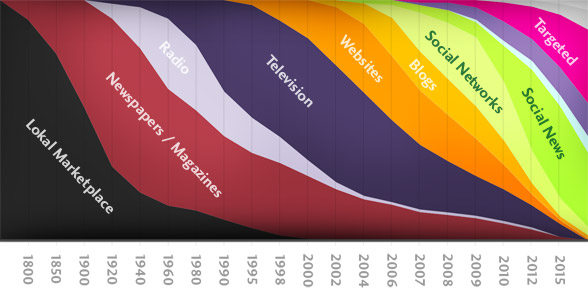 Lokal Marketplace
Newspapers / Magazines
Radio
Television
Websites
Blogs
Social Networks
Social News
Targeted
1800
1850
1900
1920
1940
1960
1980
1990
1995
1998
2000
2002
2004
2006
2007
2008
2009
2010
2012
2015